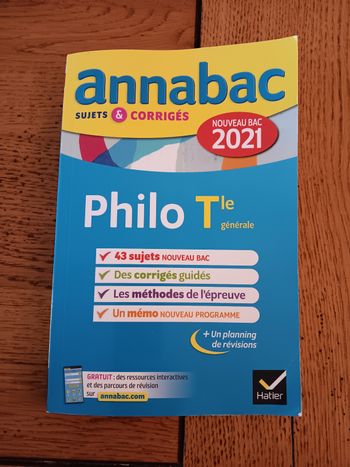 annabac
SUJETS & CORRIGÉS
NOUVEAU BAC
2021
Philo Tle
générale
43 sujets NOUVEAU BAC
Des corrigés guidés
Les méthodes de l'épreuve
Un mémo NOUVEAU PROGRAMME
+ Un planning
de révisions
GRATUIT : des ressources interactives
et des parcours de révision
sur annabac.com
Hatier